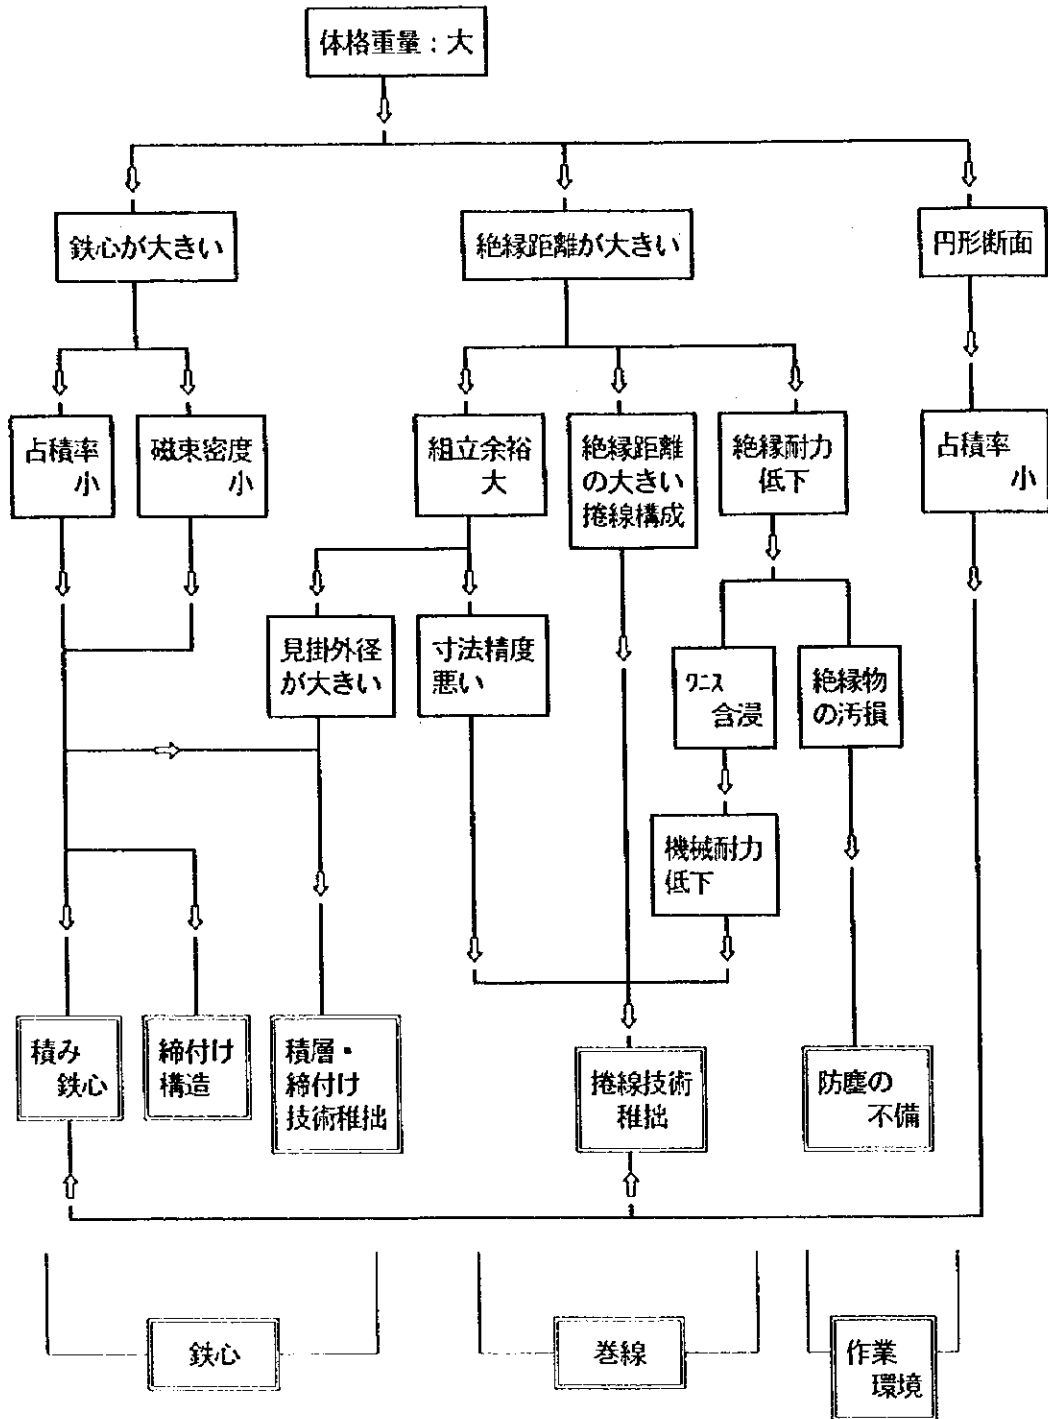 体格重量：大
鉄心が大きい
絶縁距離が大きい
円形断面
占積率
小
磁束密度
小
組立余裕
大
絶縁距離
の大きい
捲線構成
絶縁耐力
低下
占積率
小
見掛外径
が大きい
寸法精度
悪い
ワニス
含浸
絶縁物
の汚損
機械耐力
低下
積み
鉄心
締付け
構造
積層・
締付け
技術稚拙
捲線技術
稚拙
防塵の
不備
鉄心
巻線
作業
環境